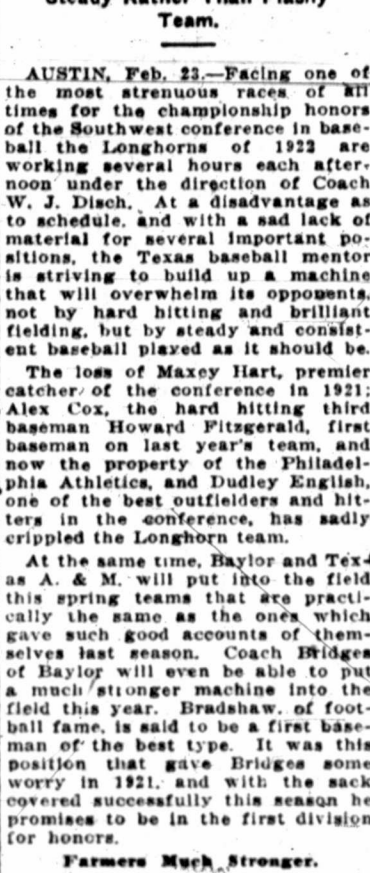 Steady Rather Than Flashy
Team.
AUSTIN, Feb. 23.—Facing one of
the most strenuous races of all
times for the championship honors
of the Southwest conference in base-
ball the Longhorns of 1922 are
working several hours each after-
noon under the direction of Coach
W. J. Disch. At a disadvantage as
to schedule, and with a sad lack of
material for several important po-
sitions, the Texas baseball mentor
is striving to build up a machine
that will overwhelm its opponents,
not by hard hitting and brilliant
fielding, but by steady and consist-
ent baseball played as it should be.
The loss of Maxey Hart, premier
catcher of the conference in 1921;
Alex Cox, the hard hitting third
baseman Howard Fitzgerald, first
baseman on last year's team, and
now the property of the Philadel-
phia Athletics, and Dudley English,
one of the best outfielders and hit-
ters in the conference, has sadly
crippled the Longhorn team.
At the same time, Baylor and Tex-
as A. & M. will put into the field
this spring teams that are practi-
cally the same as the ones which
gave such good accounts of them-
selves last season. Coach Bridges
of Baylor will even be able to put
a much stronger machine into the
field this year. Bradshaw, of foot-
ball fame, is said to be a first base-
man of the best type. It was this
position that gave Bridges some
worry in 1921, and with the sack
covered successfully this season he
promises to be in the first division
for honors.
Farmers Much Stronger.